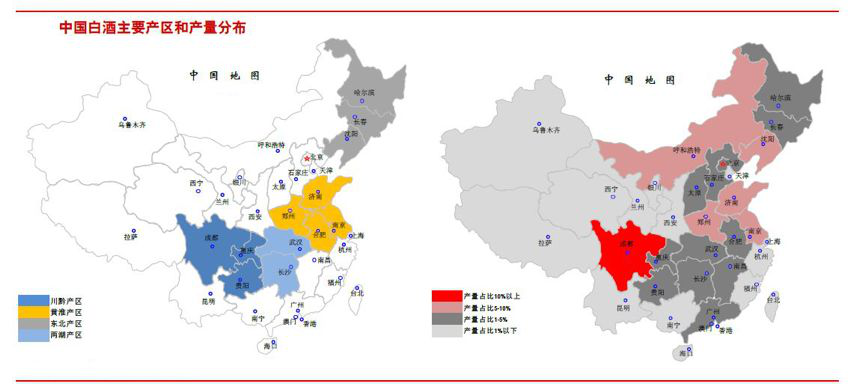 中国白酒主要产区和产量分布
中 国 地 图
哈尔滨
长春
沈阳
乌鲁木齐
呼和浩特
北京
天津
石家庄
银川
太原
西宁
济南
兰州
郑州
西安
南京
合肥
上海
拉萨
成都
武汉
杭州
重庆
南昌
长沙
贵阳
福州
昆明
台北
广州
南宁
澳门
香港
海口
川黔产区
黄淮产区
东北产区
两湖产区
中 国 地 图
哈尔滨
长春
沈阳
乌鲁木齐
呼和浩特
北京
天津
石家庄
银川
太原
西宁
济南
兰州
郑州
西安
南京
合肥
上海
拉萨
成都
武汉
杭州
重庆
南昌
长沙
贵阳
福州
昆明
台北
广州
南宁
澳门
香港
海口
产量占比10%以上
产量占比5-10%
产量占比1-5%
产量占比1%以下